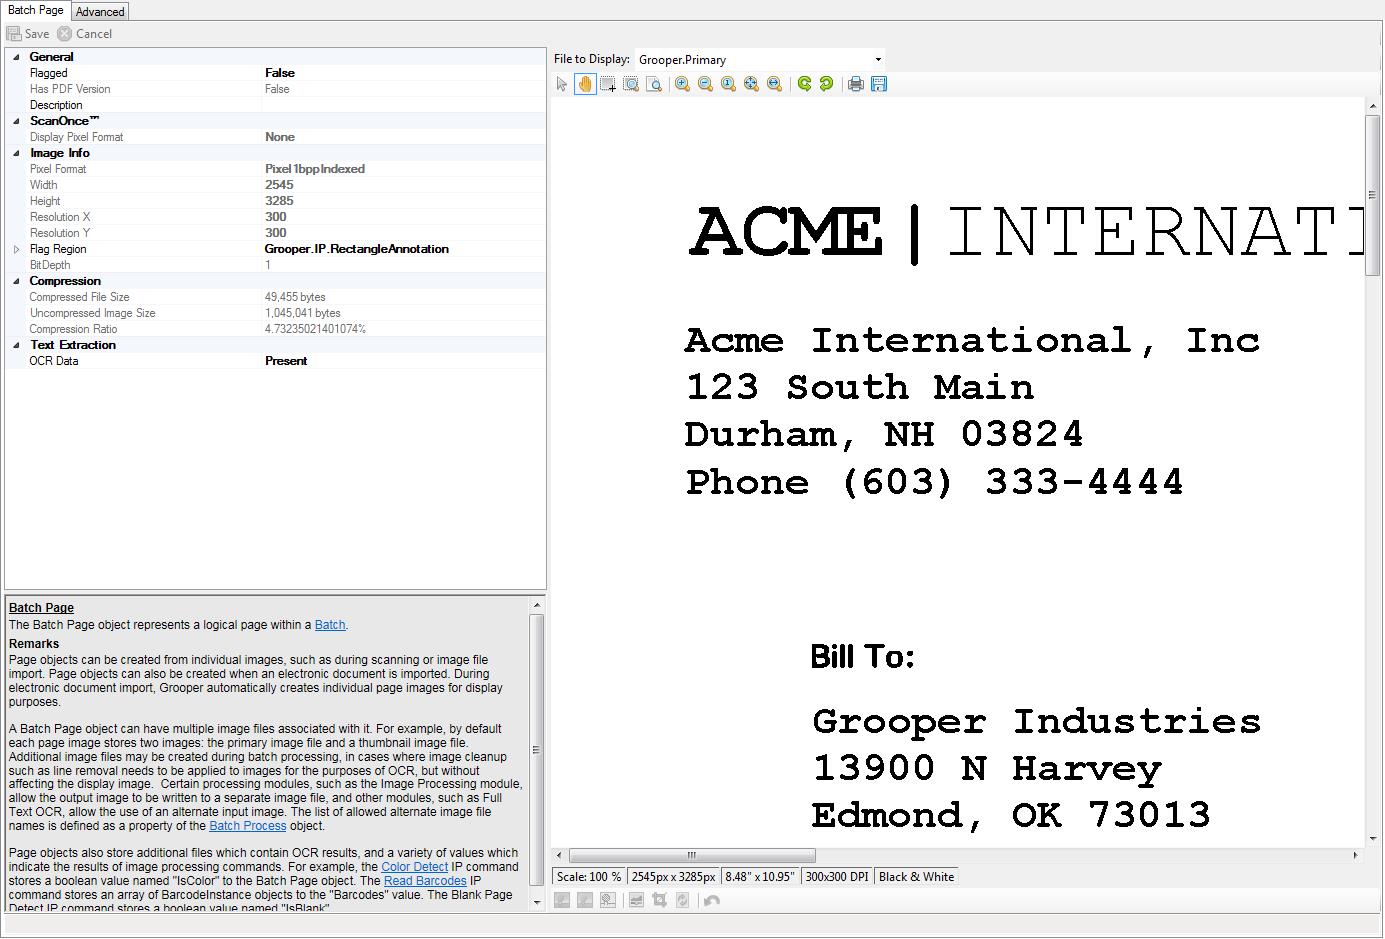 Batch Page Advanced
Save Cancel
General
Flagged False
Has PDF Version False
Description
ScanOnce™
Display Pixel Format None
Image Info
Pixel Format Pixel1bppIndexed
Width 2545
Height 3285
Resolution X 300
Resolution Y 300
Flag Region Grooper.IP.RectangleAnnotation
BitDepth 1
Compression
Compressed File Size 49,455 bytes
Uncompressed Image Size 1,045,041 bytes
Compression Ratio 4.73235021401074%
Text Extraction
OCR Data Present
Batch Page
The Batch Page object represents a logical page within a Batch.
Remarks
Page objects can be created from individual images, such as during scanning or image file
import. Page objects can also be created when an electronic document is imported. During
electronic document import, Grooper automatically creates individual page images for display
purposes.
A Batch Page object can have multiple image files associated with it. For example, by default
each page image stores two images: the primary image file and a thumbnail image file.
Additional image files may be created during batch processing, in cases where image cleanup
such as line removal needs to be applied to images for the purposes of OCR, but without
affecting the display image. Certain processing modules, such as the Image Processing module,
allow the output image to be written to a separate image file, and other modules, such as Full
Text OCR, allow the use of an alternate input image. The list of allowed alternate image file
names is defined as a property of the Batch Process object.
Page objects also store additional files which contain OCR results, and a variety of values which
indicate the results of image processing commands. For example, the Color Detect IP command
stores a boolean value named "IsColor" to the Batch Page object. The Read Barcodes IP
command stores an array of BarcodeInstance objects to the "Barcodes" value. The Blank Page
Detect IP command stores a boolean value named "IsBlank".
File to Display: Grooper.Primary
ACME | INTERNATI
Acme International, Inc
123 South Main
Durham, NH 03824
Phone (603) 333-4444
Bill To:
Grooper Industries
13900 N Harvey
Edmond, OK 73013
Scale: 100 % 2545px x 3285px 8.48" x 10.95" 300x300 DPI Black & White